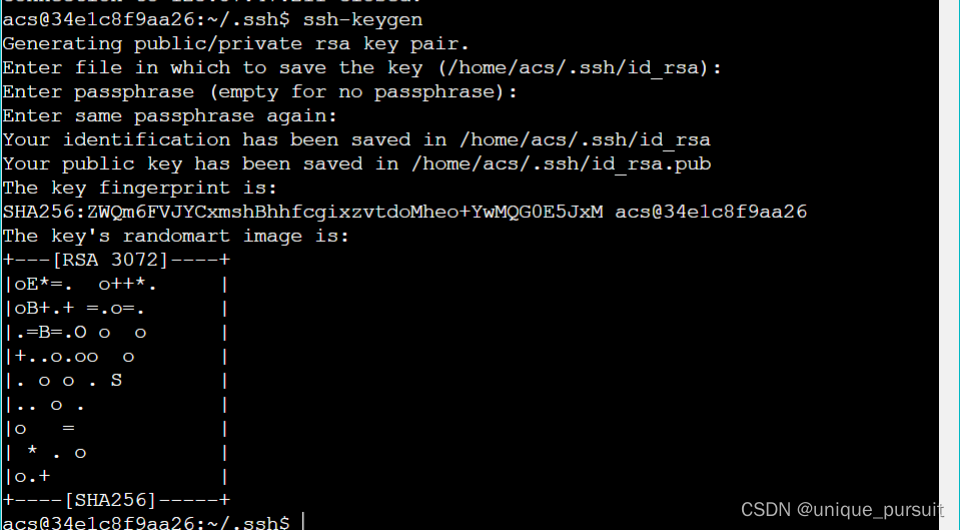 acs@34e1c8f9aa26:~/.ssh$ ssh-keygen
Generating public/private rsa key pair.
Enter file in which to save the key (/home/acs/.ssh/id_rsa):
Enter passphrase (empty for no passphrase):
Enter same passphrase again:
Your identification has been saved in /home/acs/.ssh/id_rsa
Your public key has been saved in /home/acs/.ssh/id_rsa.pub
The key fingerprint is:
SHA256:ZWQm6FVJYCxmshBhhfcgixzvtdoMheo+YwMQG0E5JxM acs@34e1c8f9aa26
The key's randomart image is:
+---[RSA 3072]----+
|oE*=.  o++*.     |
|oB+.+ =.o=.      |
|.=B=.O o  o      |
|+..o.oo  o       |
|. o o . S        |
|.. o .           |
|o   =            |
| * . o           |
|o.+              |
+----[SHA256]-----+
acs@34e1c8f9aa26:~/.ssh$
CSDN @unique_pursuit